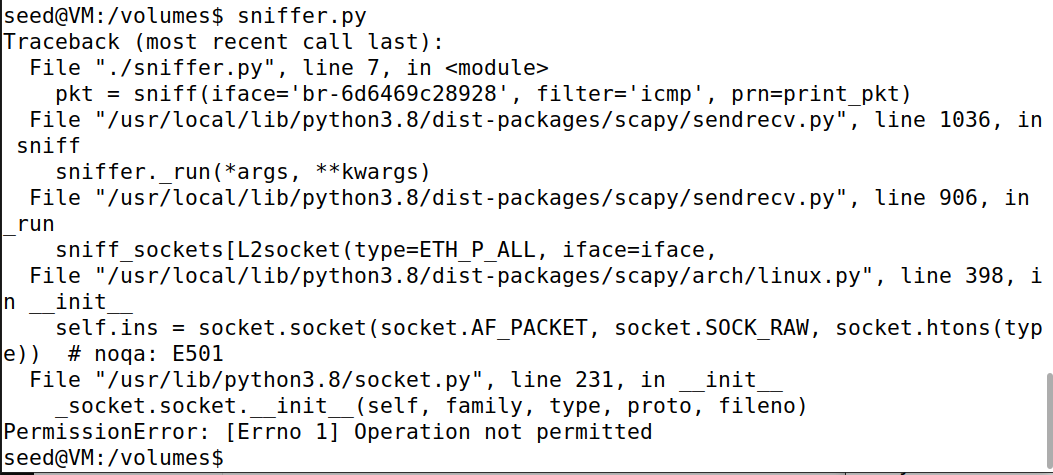 seed@VM:/volumes$ sniffer.py
Traceback (most recent call last):
  File "./sniffer.py", line 7, in <module>
    pkt = sniff(iface='br-6d6469c28928', filter='icmp', prn=print_pkt)
  File "/usr/local/lib/python3.8/dist-packages/scapy/sendrecv.py", line 1036, in
 sniff
    sniffer._run(*args, **kwargs)
  File "/usr/local/lib/python3.8/dist-packages/scapy/sendrecv.py", line 906, in
_run
    sniff_sockets[L2socket(type=ETH_P_ALL, iface=iface,
  File "/usr/local/lib/python3.8/dist-packages/scapy/arch/linux.py", line 398, i
n __init__
    self.ins = socket.socket(socket.AF_PACKET, socket.SOCK_RAW, socket.htons(typ
e))  # noqa: E501
  File "/usr/lib/python3.8/socket.py", line 231, in __init__
    _socket.socket.__init__(self, family, type, proto, fileno)
PermissionError: [Errno 1] Operation not permitted
seed@VM:/volumes$